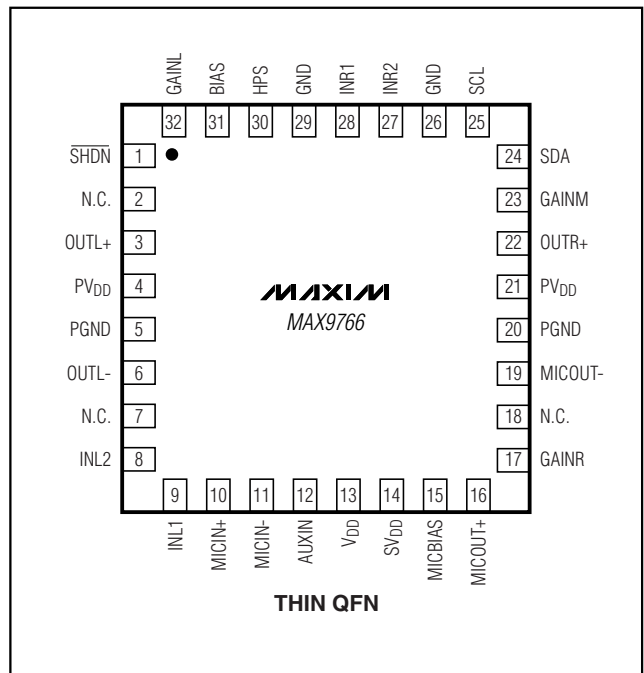 GAINL
BIAS
HPS
GND
INR1
INR2
GND
SCL
32 31 30 29 28 27 26 25
SHDN 1
N.C. 2
OUTL+ 3
PVDD 4
PGND 5
OUTL- 6
N.C. 7
INL2 8
MAXIM
MAX9766
24 SDA
23 GAINM
22 OUTR+
21 PVDD
20 PGND
19 MICOUT-
18 N.C.
17 GAINR
9 10 11 12 13 14 15 16
INL1
MICIN+
MICIN-
AUXIN
VDD
SVDD
MICBIAS
MICOUT+
THIN QFN